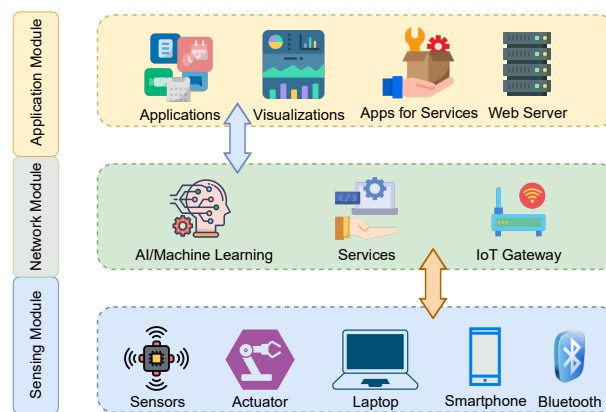 Application Module
Applications
Visualizations
Apps for Services
Web Server
Network Module
AI/Machine Learning
Services
IoT Gateway
Sensing Module
Sensors
Actuator
Laptop
Smartphone
Bluetooth